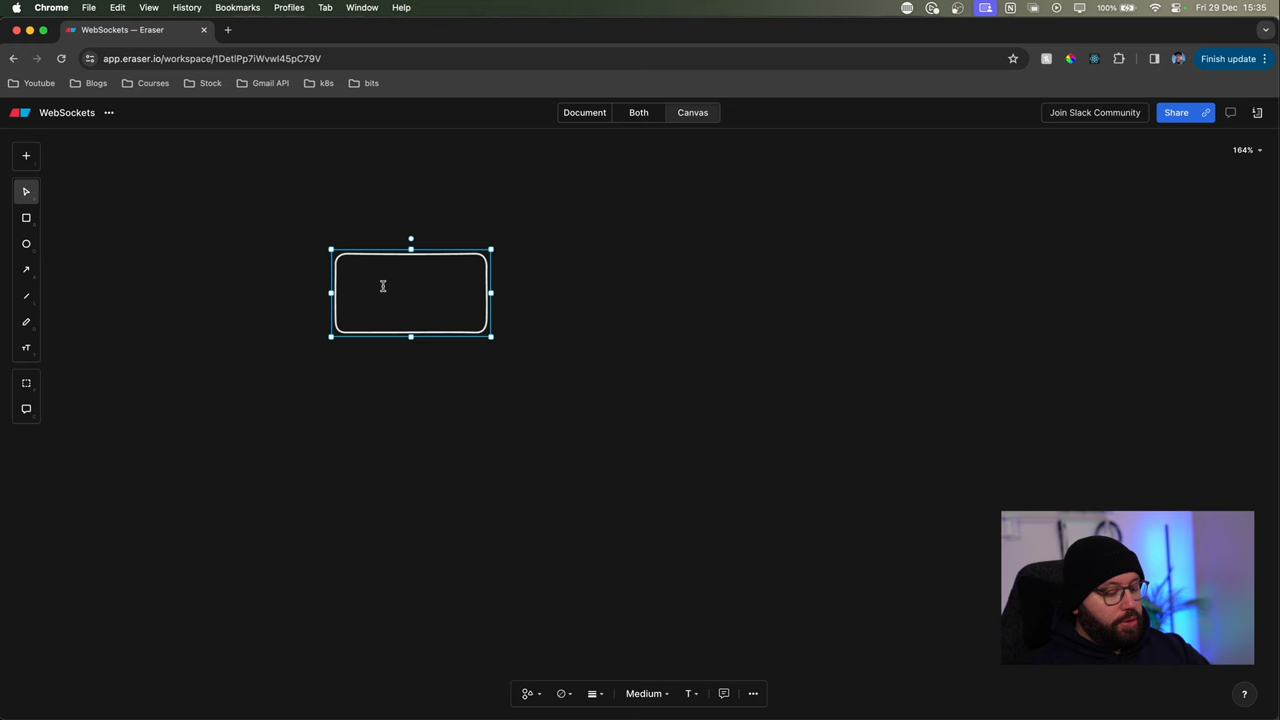 Chrome File Edit View History Bookmarks Profiles Tab Window Help 100% Fri 29 Dec 15:35
WebSockets — Eraser
app.eraser.io/workspace/1DetlPp7iWvwI45pC79V Finish update
Youtube Blogs Courses Stock Gmail API k8s bits
WebSockets Document Both Canvas Join Slack Community Share
164%
Medium T ?